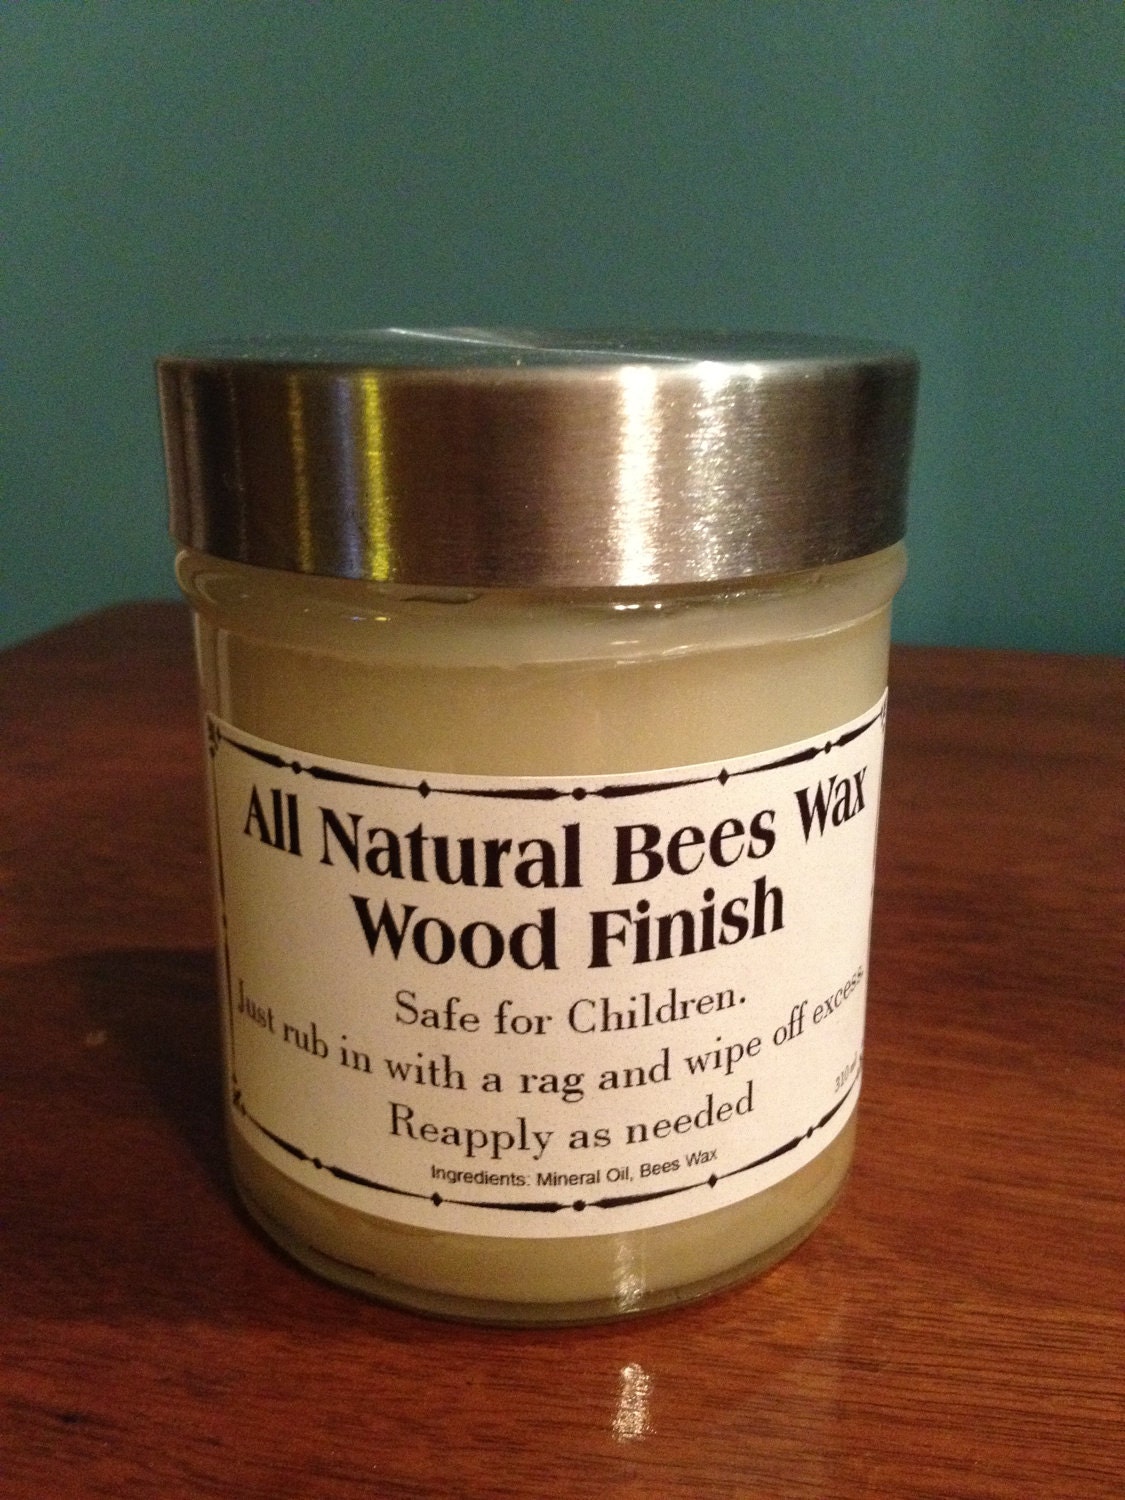 All Natural Bees Wax
Wood Finish
Safe for Children.
Just rub in with a rag and wipe off excess.
Reapply as needed
310ml
Ingredients: Mineral Oil, Bees Wax